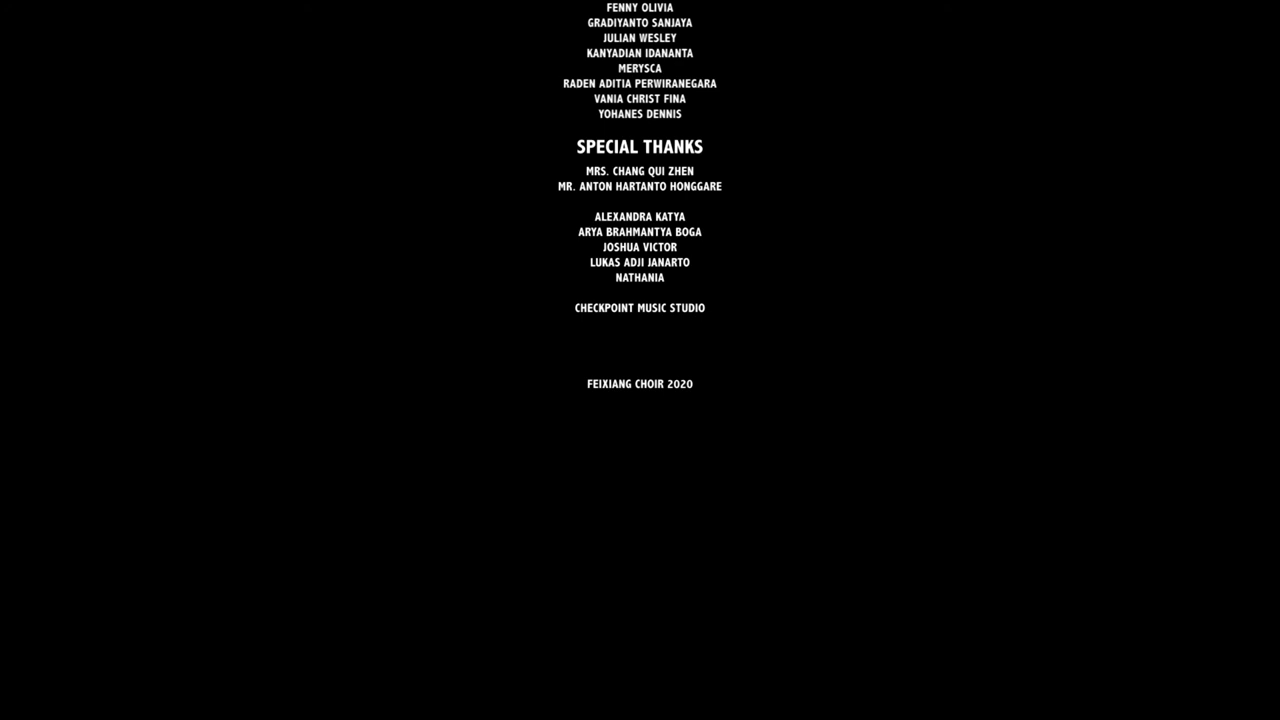 FENNY OLIVIA
GRADIYANTO SANJAYA
JULIAN WESLEY
KANYADIAN IDANANTA
MERYSCA
RADEN ADITIA PERWIRANEGARA
VANIA CHRIST FINA
YOHANES DENNIS
SPECIAL THANKS
MRS. CHANG QUI ZHEN
MR. ANTON HARTANTO HONGGARE
ALEXANDRA KATYA
ARYA BRAHMANTYA BOGA
JOSHUA VICTOR
LUKAS ADJI JANARTO
NATHANIA
CHECKPOINT MUSIC STUDIO
FEIXIANG CHOIR 2020